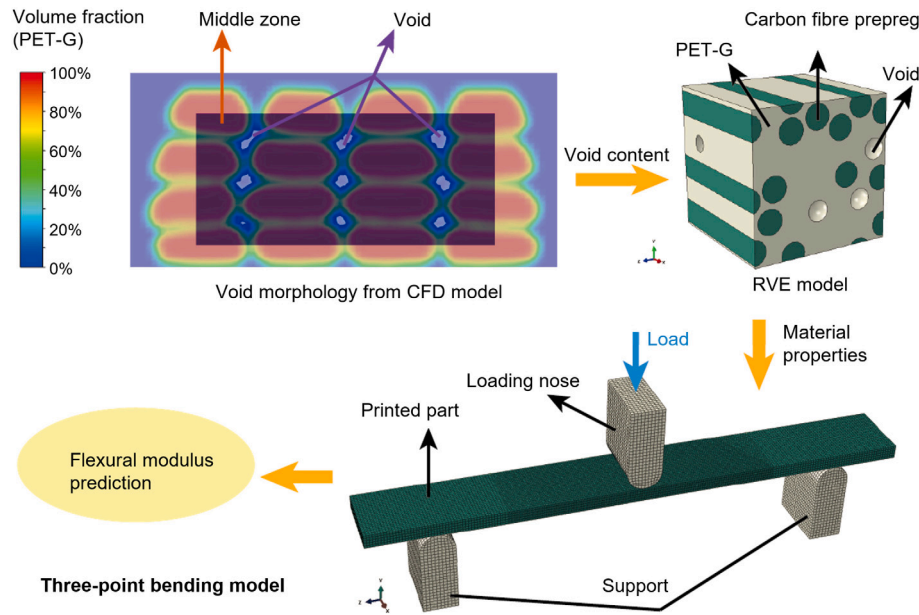 Volume fraction
(PET-G)
Middle zone
Void
Carbon fibre prepreg
PET-G
Void
100%
80%
60%
40%
20%
0%
Void content
Void morphology from CFD model
RVE model
Load
Material
properties
Loading nose
Printed part
Flexural modulus
prediction
Three-point bending model
Support